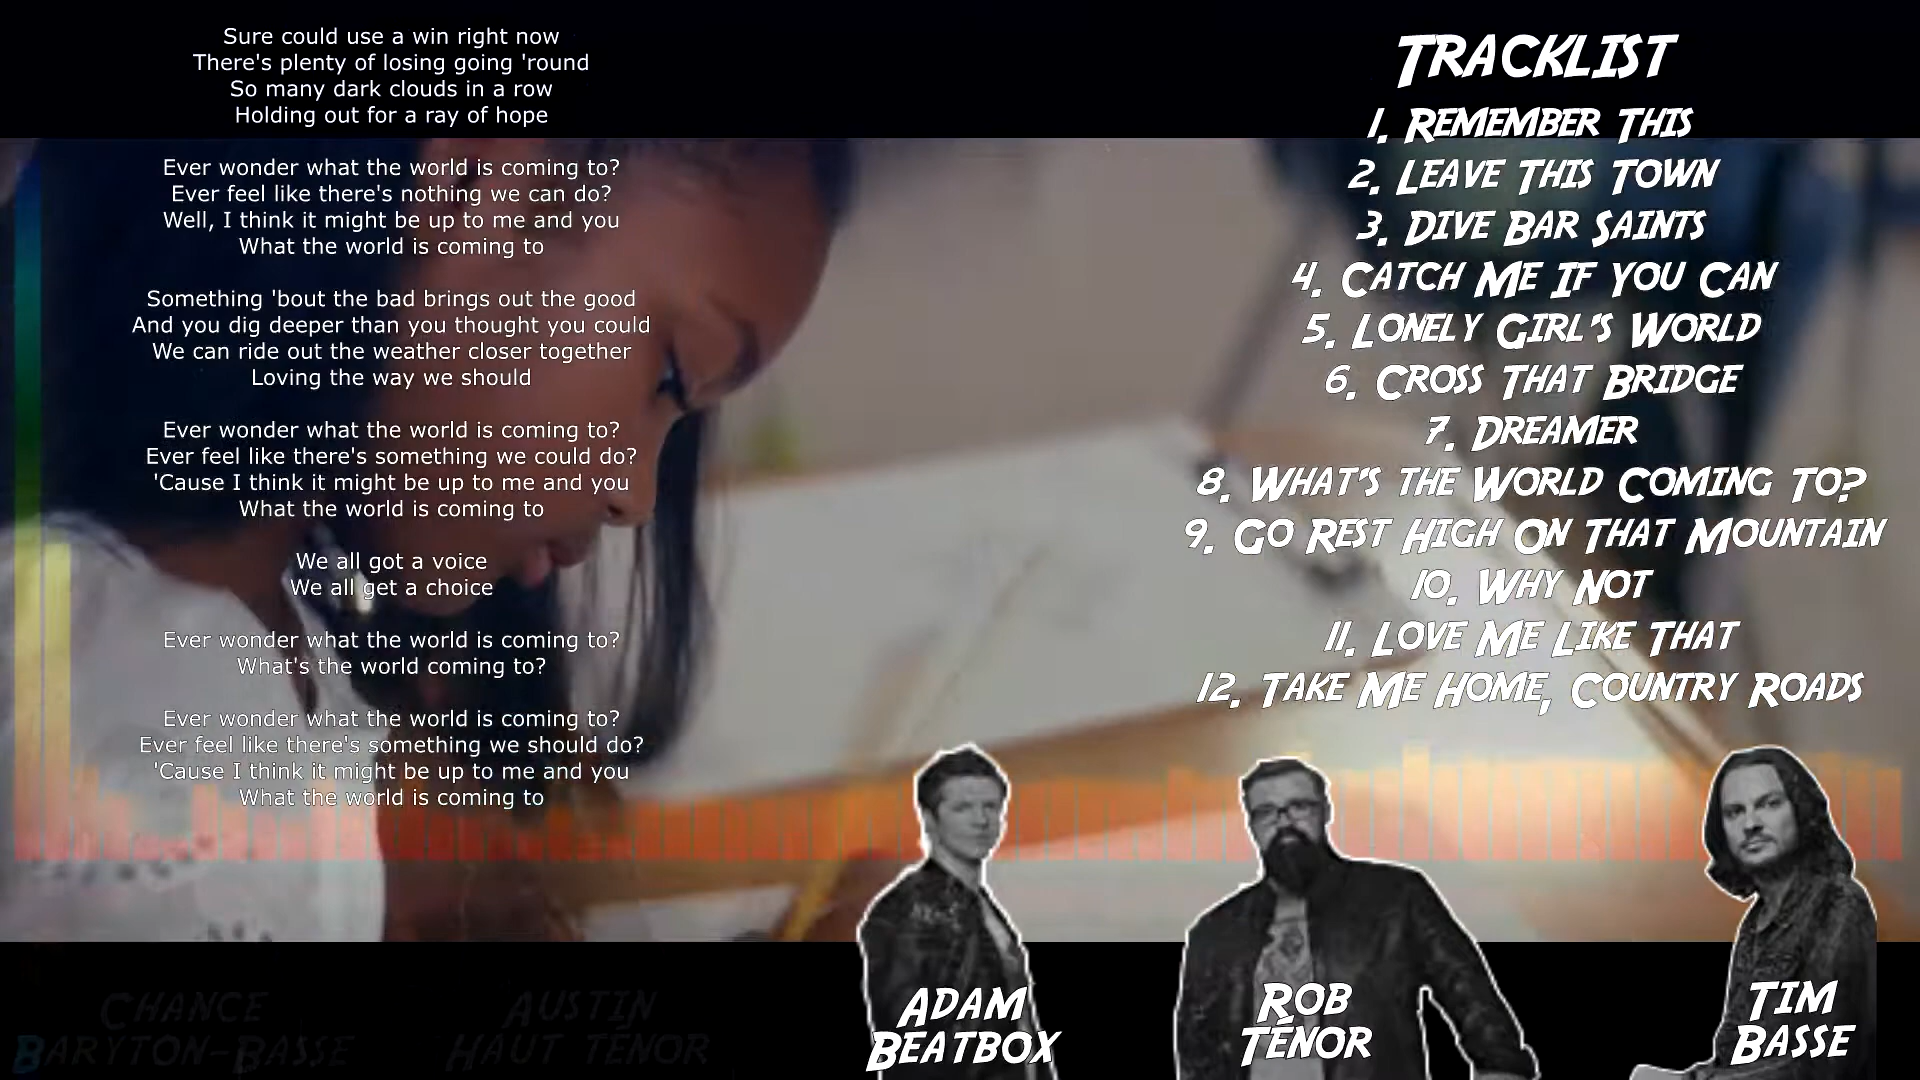 Sure could use a win right now
There's plenty of losing going 'round
So many dark clouds in a row
Holding out for a ray of hope
Ever wonder what the world is coming to?
Ever feel like there's nothing we can do?
Well, I think it might be up to me and you
What the world is coming to
Something 'bout the bad brings out the good
And you dig deeper than you thought you could
We can ride out the weather closer together
Loving the way we should
Ever wonder what the world is coming to?
Ever feel like there's something we could do?
'Cause I think it might be up to me and you
What the world is coming to
We all got a voice
We all get a choice
Ever wonder what the world is coming to?
What's the world coming to?
Ever wonder what the world is coming to?
Ever feel like there's something we should do?
'Cause I think it might be up to me and you
What the world is coming to
TRACKLIST
1. REMEMBER THIS
2. LEAVE THIS TOWN
3. DIVE BAR SAINTS
4. CATCH ME IF YOU CAN
5. LONELY GIRL'S WORLD
6. CROSS THAT BRIDGE
7. DREAMER
8. WHAT'S THE WORLD COMING TO?
9. GO REST HIGH ON THAT MOUNTAIN
10. WHY NOT
11. LOVE ME LIKE THAT
12. TAKE ME HOME, COUNTRY ROADS
CHANCE
BARYTON-BASSE
AUSTIN
HAUT TÉNOR
ADAM
BEATBOX
ROB
TÉNOR
TIM
BASSE